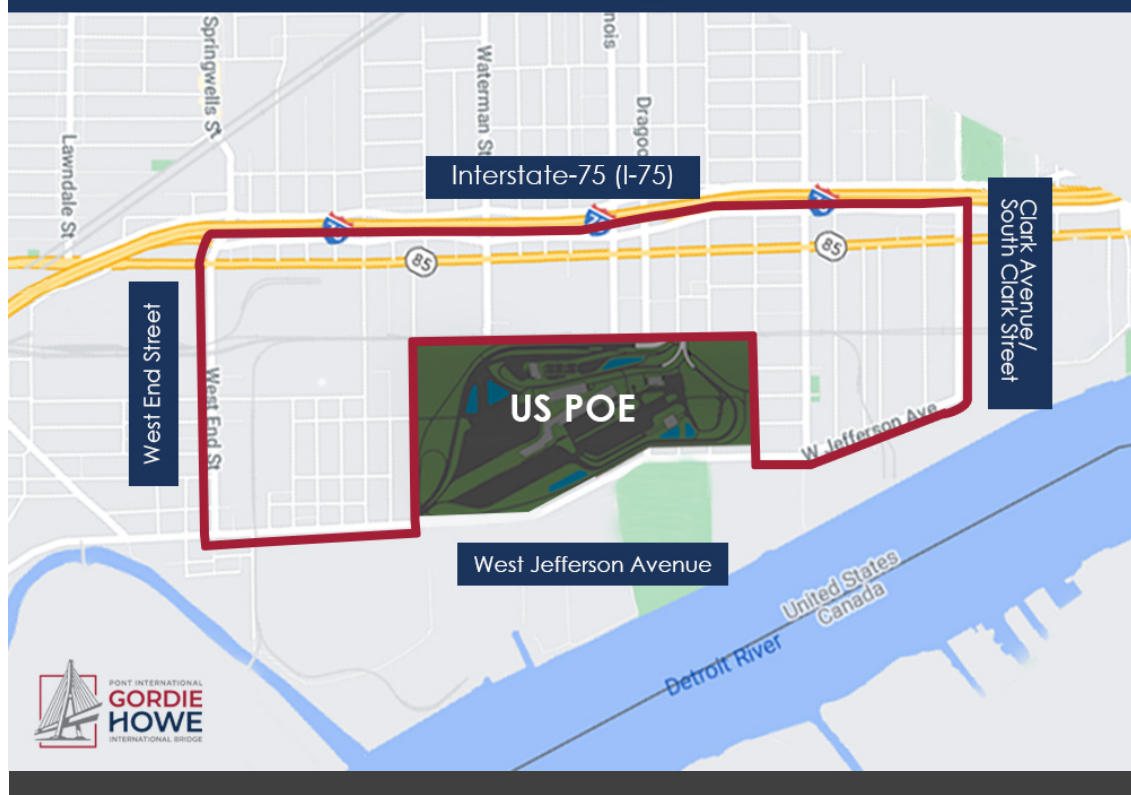 Springwells St
Waterman St
nois
Dragoo
Lawndale St
Interstate-75 (I-75)
75
75
75
85
85
Clark Avenue/
South Clark Street
West End Street
West End St
US POE
W Jefferson Ave
West Jefferson Avenue
United States
Canada
Detroit River
PONT INTERNATIONAL
GORDIE
HOWE
INTERNATIONAL BRIDGE